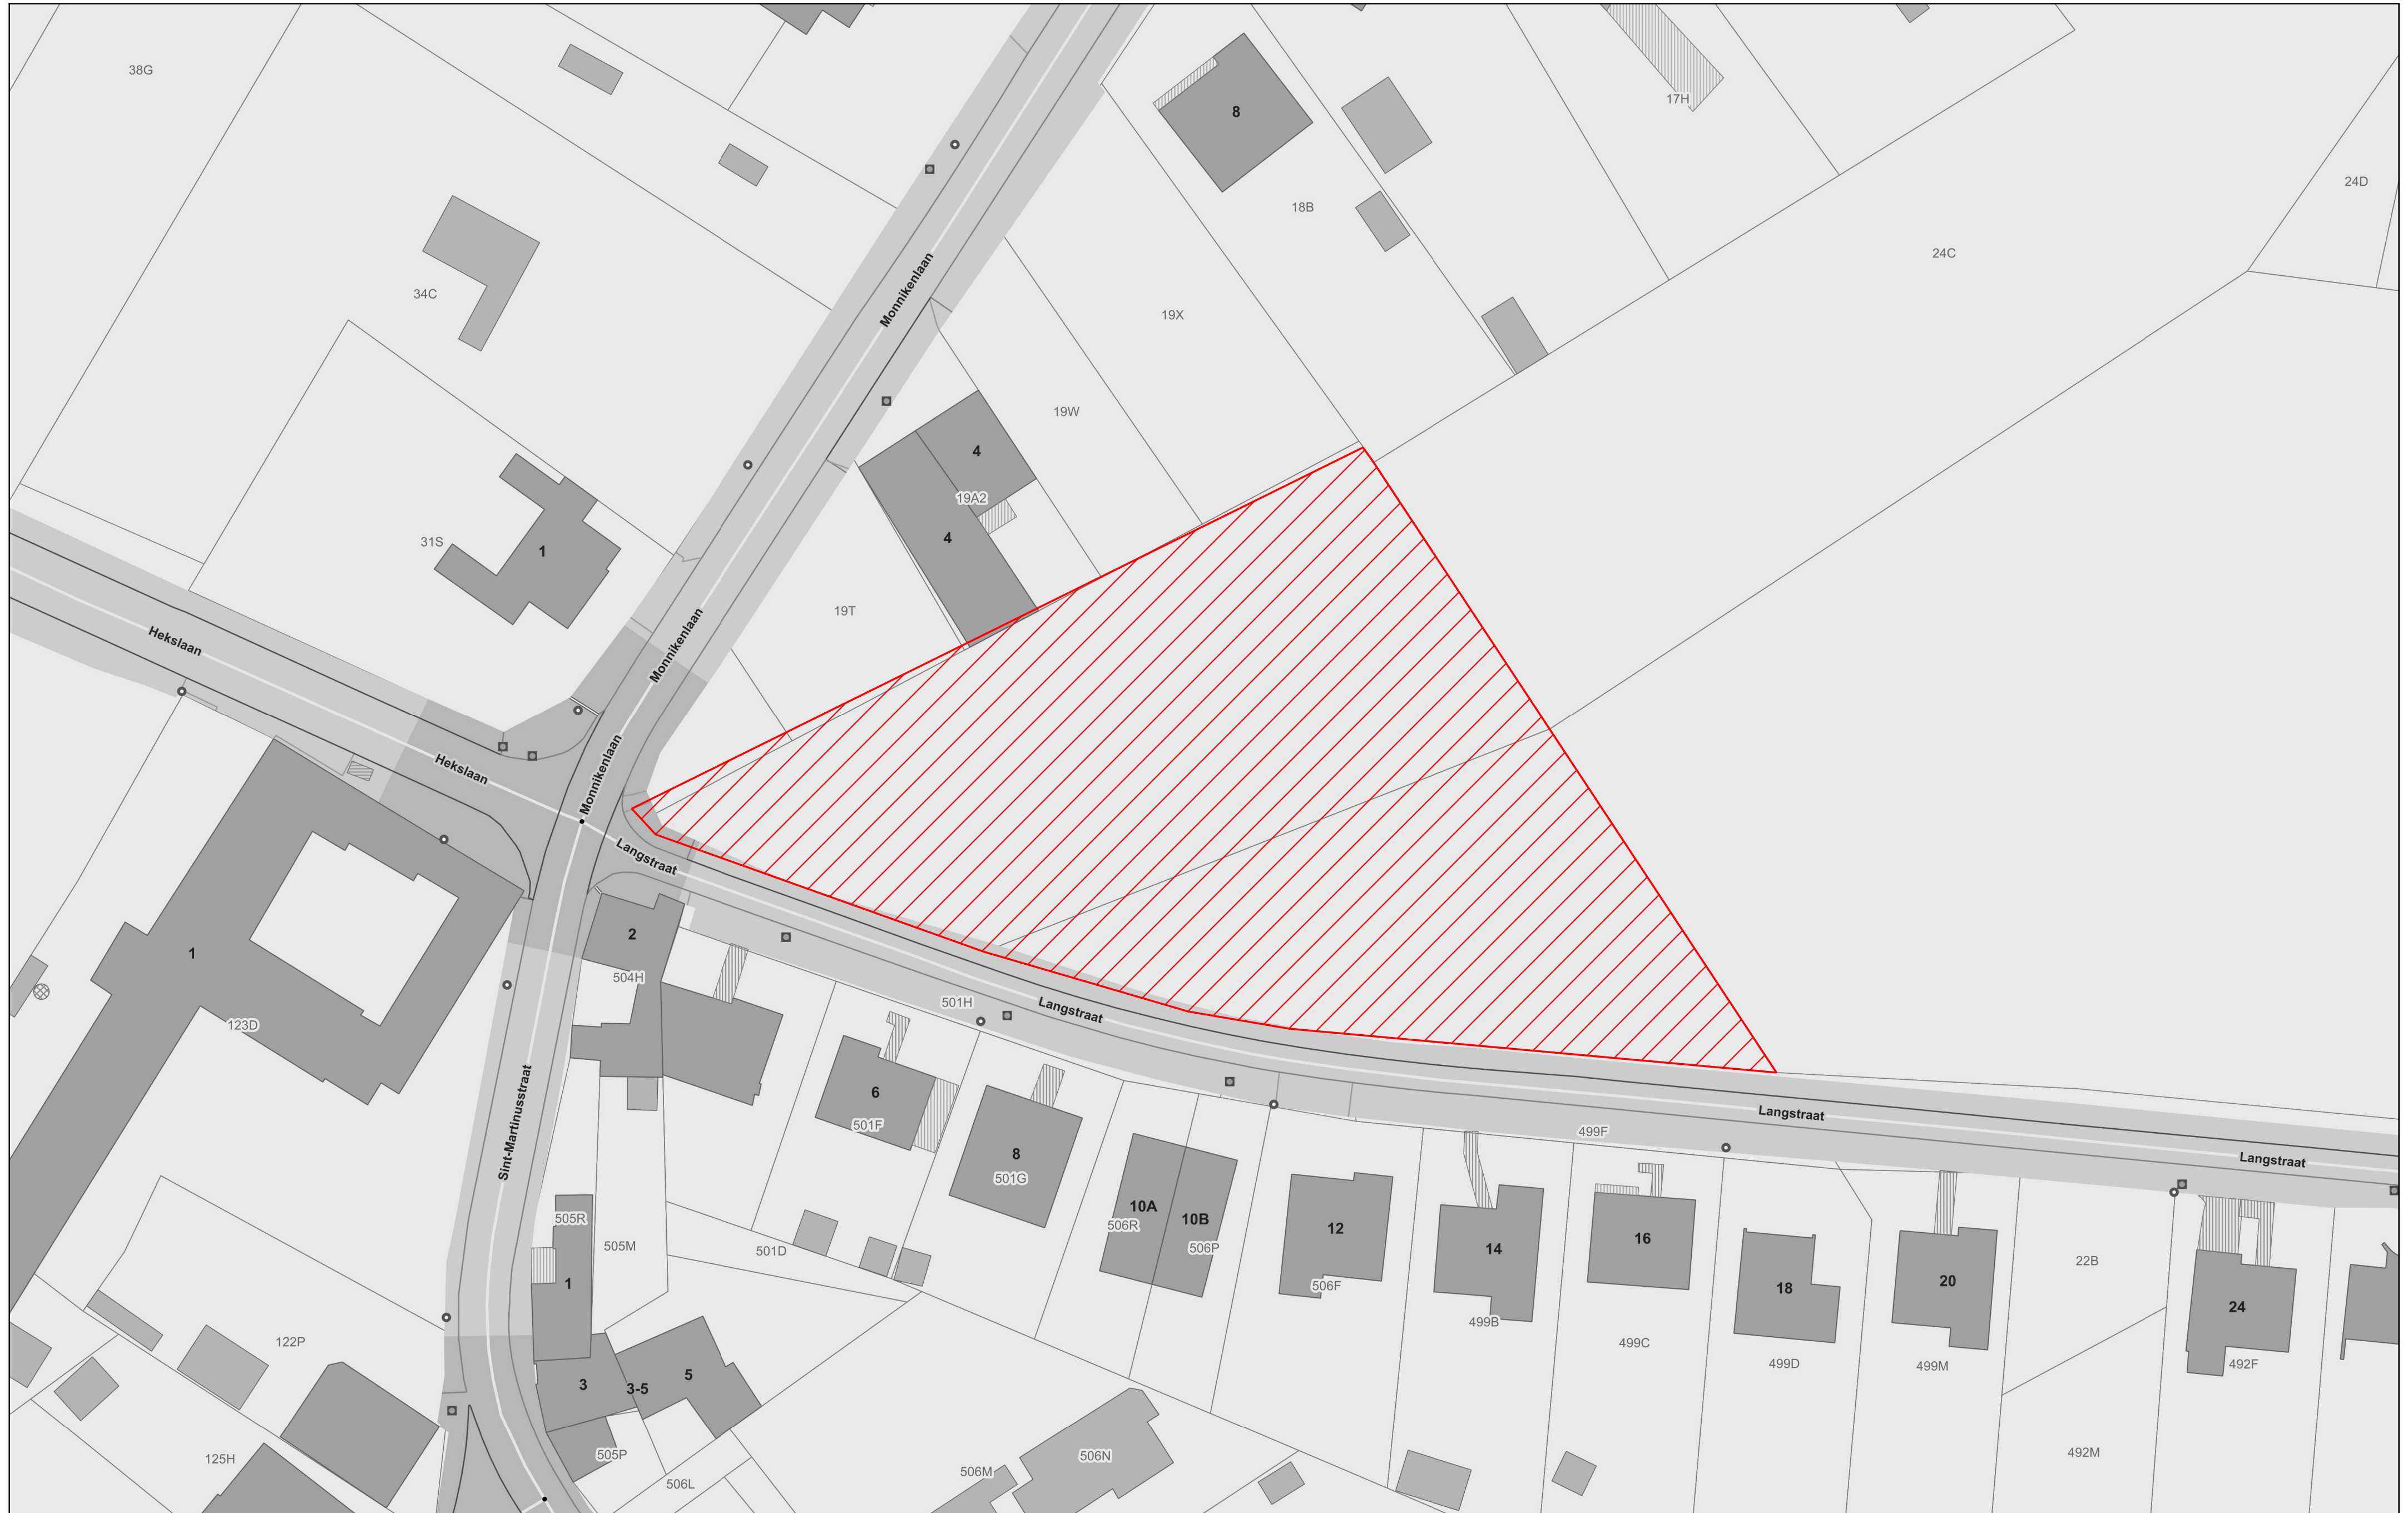 38G
8
17H
24D
18B
24C
34C
Monnikenlaan
19X
19W
4
19A2
4
31S
1
19T
Hekslaan
Monnikenlaan
Hekslaan
Monnikenlaan
Langstraat
1
2
504H
501H
Langstraat
123D
6
501F
Sint-Martinusstraat
8
501G
Langstraat
499F
Langstraat
10A
10B
506R
506P
12
506F
14
499B
16
499C
18
499D
20
499M
22B
24
492F
505R
505M
501D
1
122P
3
3-5
5
505P
125H
506L
506M
506N
492M